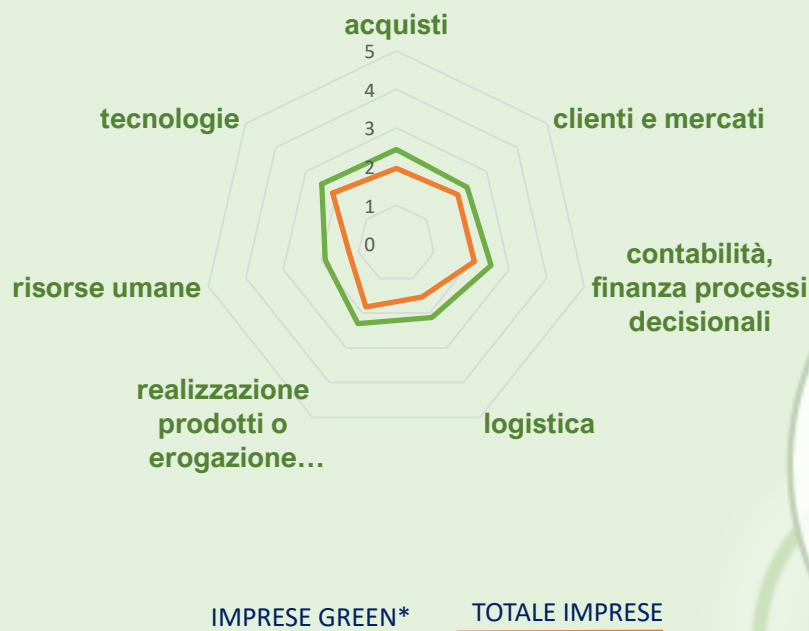 acquisti
5
4
3
2
1
0
tecnologie
clienti e mercati
risorse umane
contabilità,
finanza processi
decisionali
realizzazione
prodotti o
erogazione…
logistica
IMPRESE GREEN*
TOTALE IMPRESE